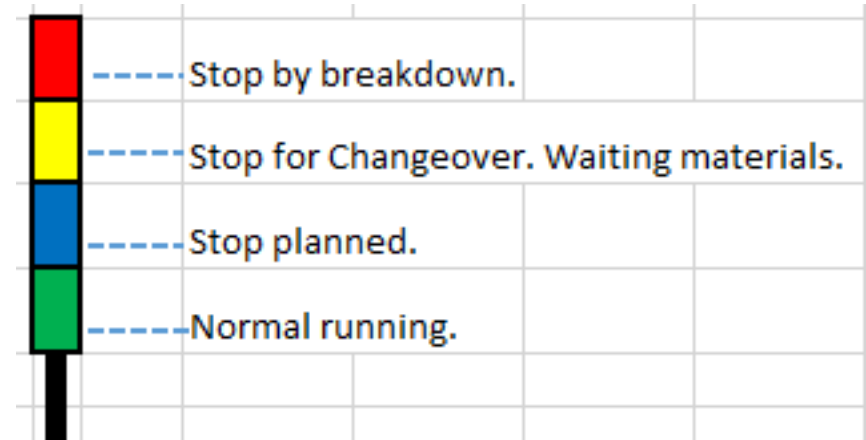 Stop by breakdown.
Stop for Changeover. Waiting materials.
Stop planned.
Normal running.